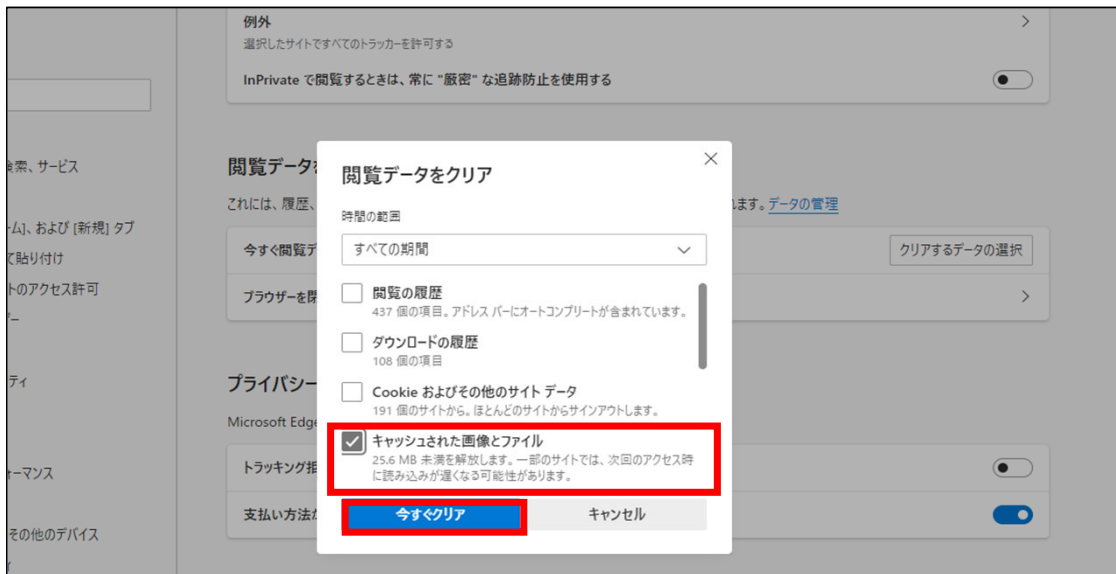 例外
選択したサイトですべてのトラッカーを許可する
InPrivate で閲覧するときは、常に "厳密" な追跡防止を使用する
索、サービス
ム]、および [新規] タブ
て貼り付け
トのアクセス許可
ー
ティ
ォーマンス
その他のデバイス
閲覧データ
これには、履歴、
ます。データの管理
今すぐ閲覧デ
クリアするデータの選択
ブラウザーを閉
プライバシー
Microsoft Edge
トラッキング拒
支払い方法が
閲覧データをクリア
時間の範囲
すべての期間
閲覧の履歴
437 個の項目。アドレス バーにオートコンプリートが含まれています。
ダウンロードの履歴
108 個の項目
Cookie およびその他のサイト データ
191 個のサイトから。ほとんどのサイトからサインアウトします。
キャッシュされた画像とファイル
25.6 MB 未満を解放します。一部のサイトでは、次回のアクセス時
に読み込みが遅くなる可能性があります。
今すぐクリア
キャンセル